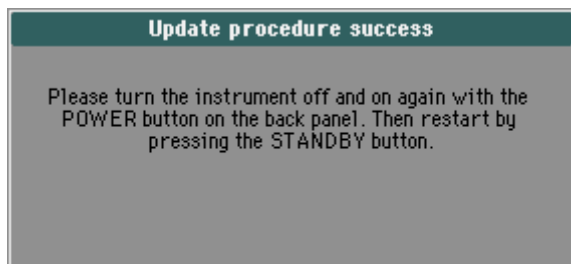 Update procedure success
Please turn the instrument off and on again with the
POWER button on the back panel. Then restart by
pressing the STANDBY button.